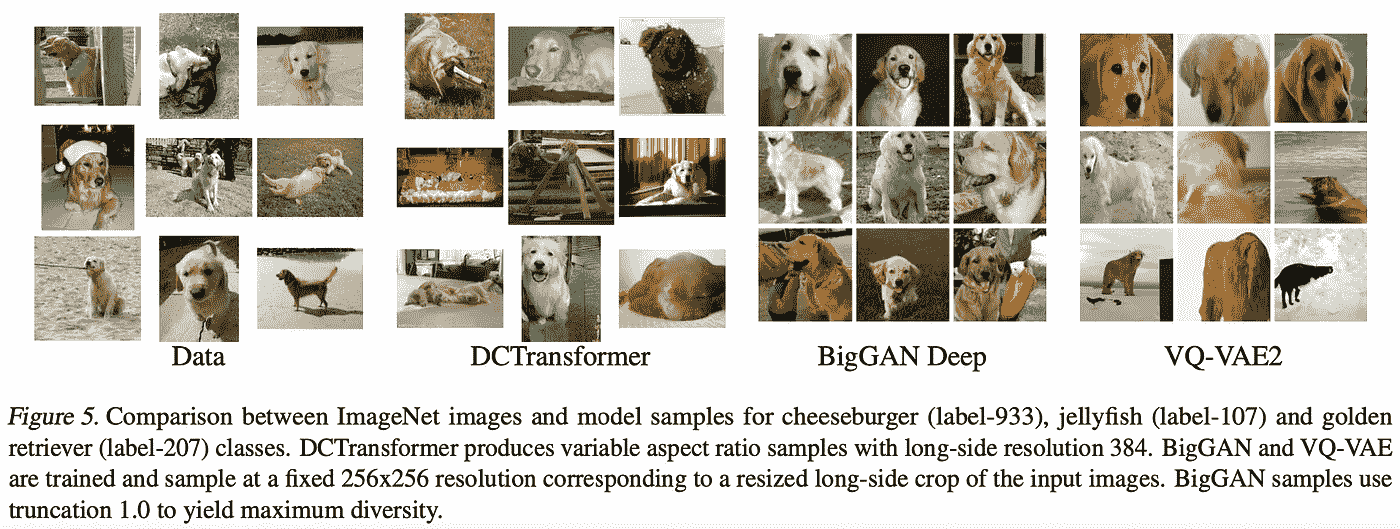 Data DCTransformer BigGAN Deep VQ-VAE2
Figure 5. Comparison between ImageNet images and model samples for cheeseburger (label-933), jellyfish (label-107) and golden
retriever (label-207) classes. DCTransformer produces variable aspect ratio samples with long-side resolution 384. BigGAN and VQ-VAE
are trained and sample at a fixed 256x256 resolution corresponding to a resized long-side crop of the input images. BigGAN samples use
truncation 1.0 to yield maximum diversity.